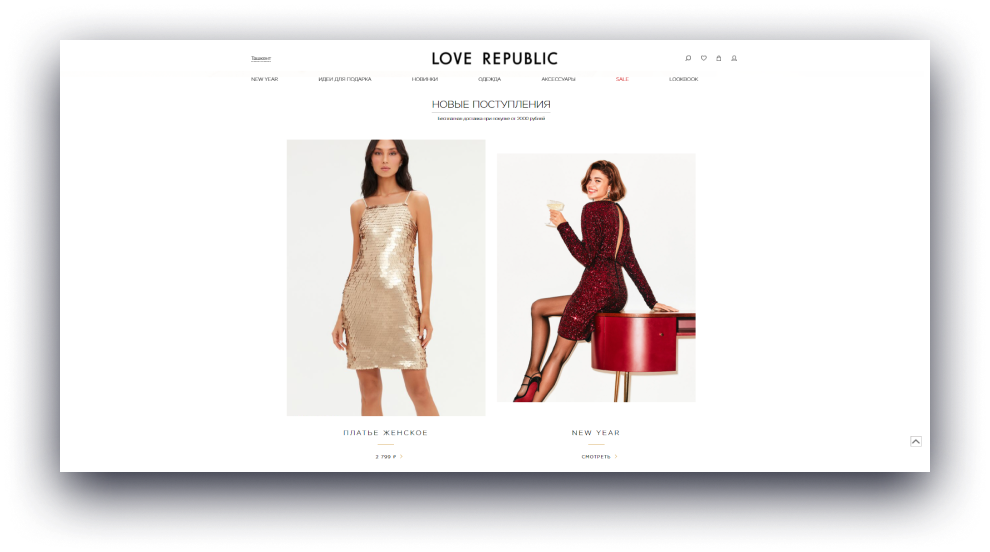 Ташкент
LOVE REPUBLIC
NEW YEAR ИДЕИ ДЛЯ ПОДАРКА НОВИНКИ ОДЕЖДА АКСЕССУАРЫ SALE LOOKBOOK
НОВЫЕ ПОСТУПЛЕНИЯ
Бесплатная доставка при покупке от 2000 рублей
ПЛАТЬЕ ЖЕНСКОЕ
2 799 ₽ >
NEW YEAR
СМОТРЕТЬ >